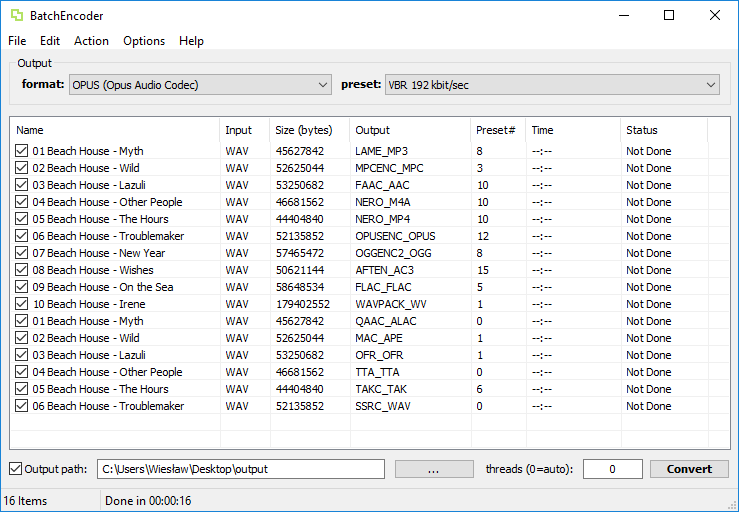 BatchEncoder
File Edit Action Options Help
Output
format: OPUS (Opus Audio Codec) preset: VBR 192 kbit/sec
Name Input Size (bytes) Output Preset# Time Status
01 Beach House - Myth WAV 45627842 LAME_MP3 8 --:-- Not Done
02 Beach House - Wild WAV 52625044 MPCENC_MPC 3 --:-- Not Done
03 Beach House - Lazuli WAV 53250682 FAAC_AAC 10 --:-- Not Done
04 Beach House - Other People WAV 46681562 NERO_M4A 10 --:-- Not Done
05 Beach House - The Hours WAV 44404840 NERO_MP4 10 --:-- Not Done
06 Beach House - Troublemaker WAV 52135852 OPUSENC_OPUS 12 --:-- Not Done
07 Beach House - New Year WAV 57465472 OGGENC2_OGG 8 --:-- Not Done
08 Beach House - Wishes WAV 50621144 AFTEN_AC3 15 --:-- Not Done
09 Beach House - On the Sea WAV 58648534 FLAC_FLAC 5 --:-- Not Done
10 Beach House - Irene WAV 179402552 WAVPACK_WV 1 --:-- Not Done
01 Beach House - Myth WAV 45627842 QAAC_ALAC 0 --:-- Not Done
02 Beach House - Wild WAV 52625044 MAC_APE 1 --:-- Not Done
03 Beach House - Lazuli WAV 53250682 OFR_OFR 1 --:-- Not Done
04 Beach House - Other People WAV 46681562 TTA_TTA 0 --:-- Not Done
05 Beach House - The Hours WAV 44404840 TAKC_TAK 6 --:-- Not Done
06 Beach House - Troublemaker WAV 52135852 SSRC_WAV 0 --:-- Not Done
Output path: C:\Users\Wiesław\Desktop\output ... threads (0=auto): 0 Convert
16 Items Done in 00:00:16